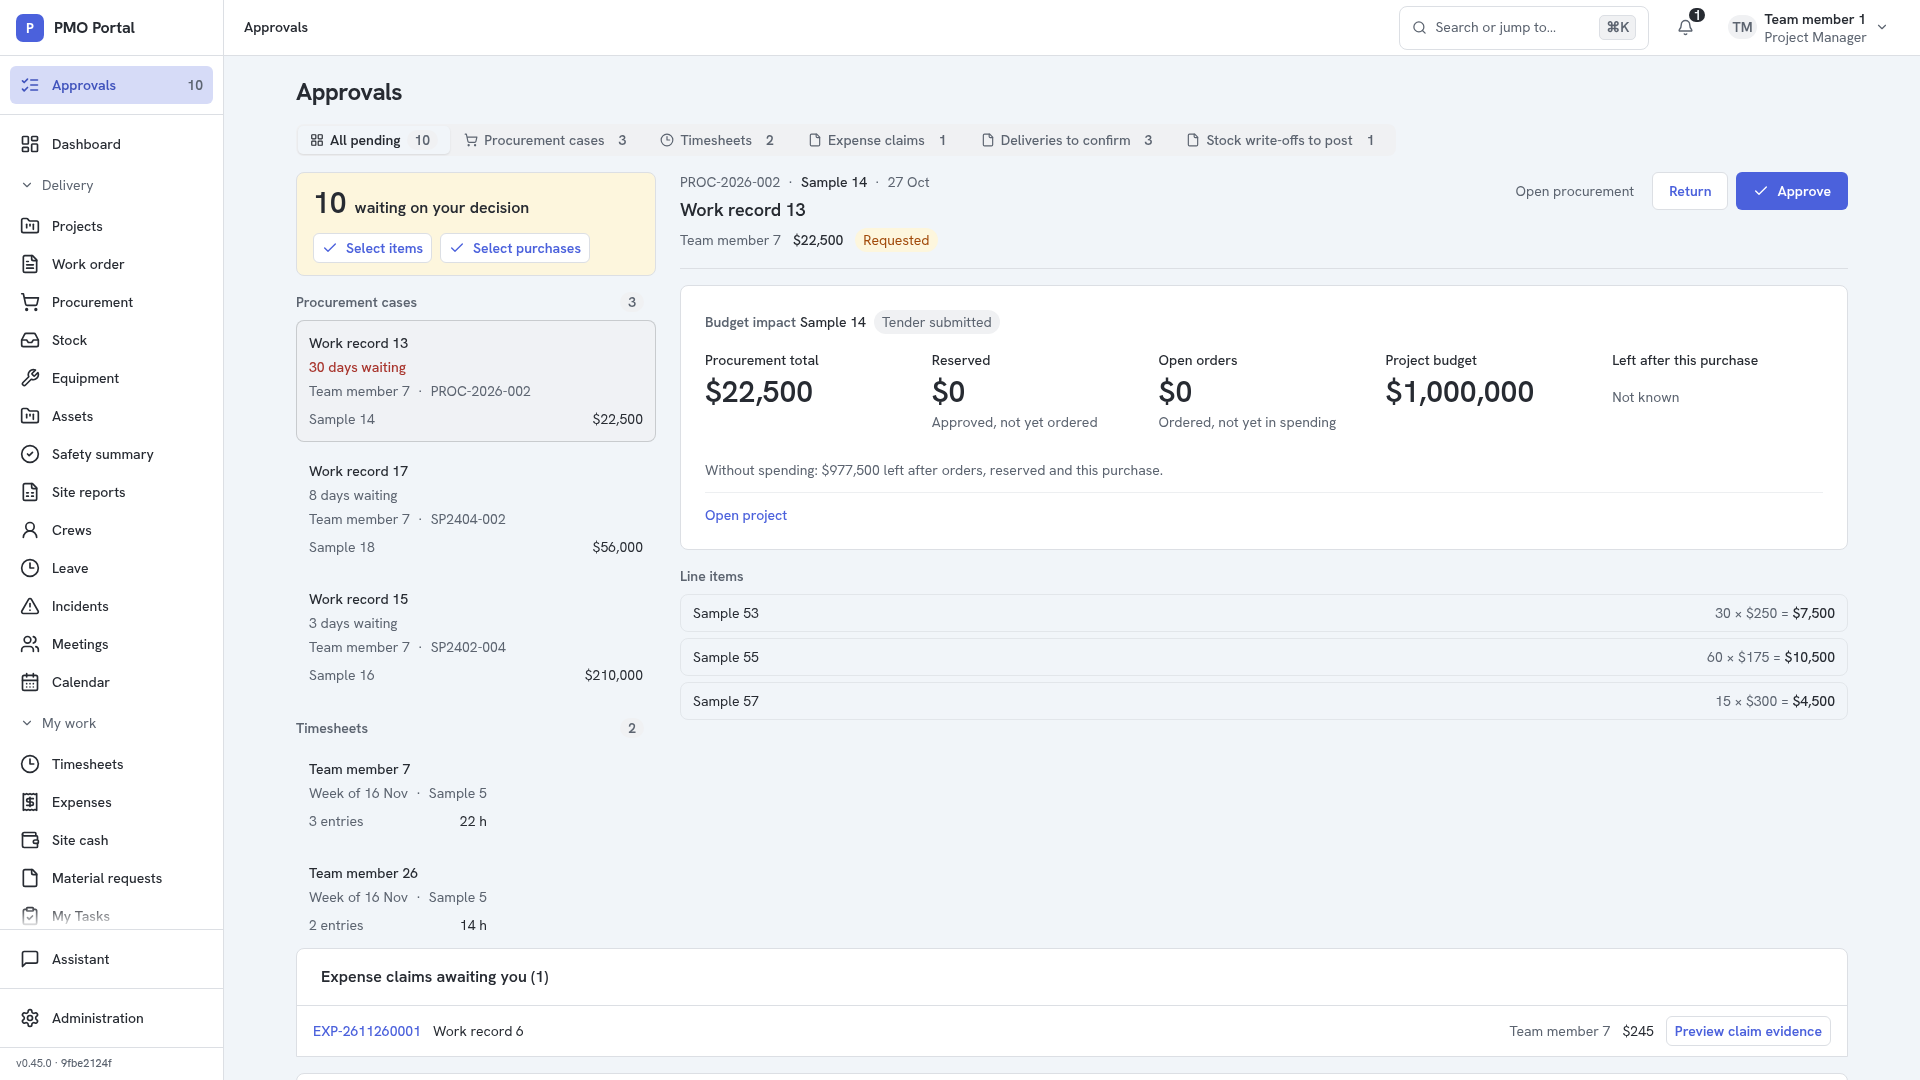 P PMO Portal
Approvals
Search or jump to... ⌘K
1
TM
Team member 1
Project Manager
Approvals 10
Dashboard
Delivery
Projects
Work order
Procurement
Stock
Equipment
Assets
Safety summary
Site reports
Crews
Leave
Incidents
Meetings
Calendar
My work
Timesheets
Expenses
Site cash
Material requests
My Tasks
Assistant
Administration
v0.45.0 · 9fbe2124f
Approvals
All pending 10
Procurement cases 3
Timesheets 2
Expense claims 1
Deliveries to confirm 3
Stock write-offs to post 1
10 waiting on your decision
Select items
Select purchases
Procurement cases 3
Work record 13
30 days waiting
Team member 7 · PROC-2026-002
Sample 14 $22,500
Work record 17
8 days waiting
Team member 7 · SP2404-002
Sample 18 $56,000
Work record 15
3 days waiting
Team member 7 · SP2402-004
Sample 16 $210,000
Timesheets 2
Team member 7
Week of 16 Nov · Sample 5
3 entries 22 h
Team member 26
Week of 16 Nov · Sample 5
2 entries 14 h
PROC-2026-002 · Sample 14 · 27 Oct
Work record 13
Team member 7 $22,500 Requested
Open procurement
Return
Approve
Budget impact Sample 14 Tender submitted
Procurement total
$22,500
Reserved
$0
Approved, not yet ordered
Open orders
$0
Ordered, not yet in spending
Project budget
$1,000,000
Left after this purchase
Not known
Without spending: $977,500 left after orders, reserved and this purchase.
Open project
Line items
Sample 53 30 × $250 = $7,500
Sample 55 60 × $175 = $10,500
Sample 57 15 × $300 = $4,500
Expense claims awaiting you (1)
EXP-2611260001 Work record 6 Team member 7 $245 Preview claim evidence